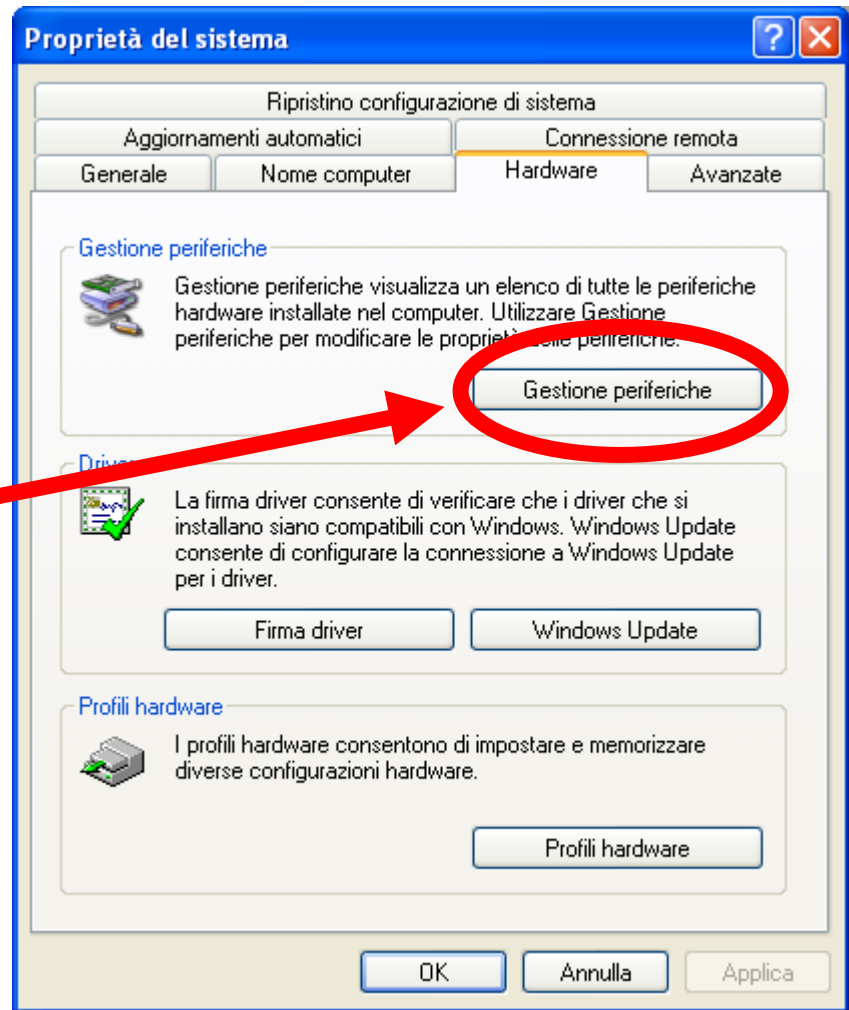 Proprietà del sistema
Ripristino configurazione di sistema
Aggiornamenti automatici
Connessione remota
Generale
Nome computer
Hardware
Avanzate
Gestione periferiche
Gestione periferiche visualizza un elenco di tutte le periferiche
hardware installate nel computer. Utilizzare Gestione
periferiche per modificare le proprietà delle periferiche.
Gestione periferiche
Driver
La firma driver consente di verificare che i driver che si
installano siano compatibili con Windows. Windows Update
consente di configurare la connessione a Windows Update
per i driver.
Firma driver
Windows Update
Profili hardware
I profili hardware consentono di impostare e memorizzare
diverse configurazioni hardware.
Profili hardware
OK
Annulla
Applica